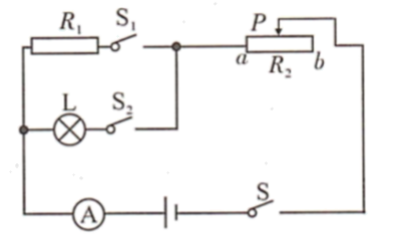 R₁ S₁ P
a R₂ b
L S₂
A S